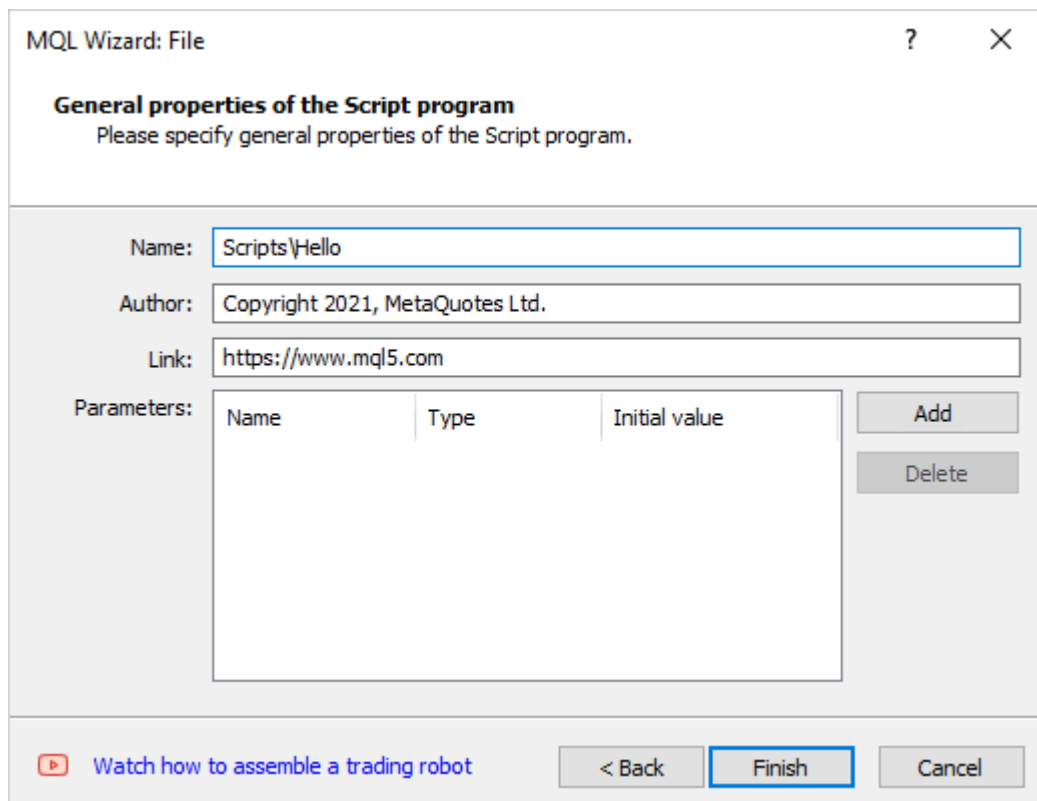 MQL Wizard: File ?
General properties of the Script program
Please specify general properties of the Script program.
Name: Scripts\Hello
Author: Copyright 2021, MetaQuotes Ltd.
Link: https://www.mql5.com
Parameters: Name Type Initial value Add
Delete
Watch how to assemble a trading robot < Back Finish Cancel